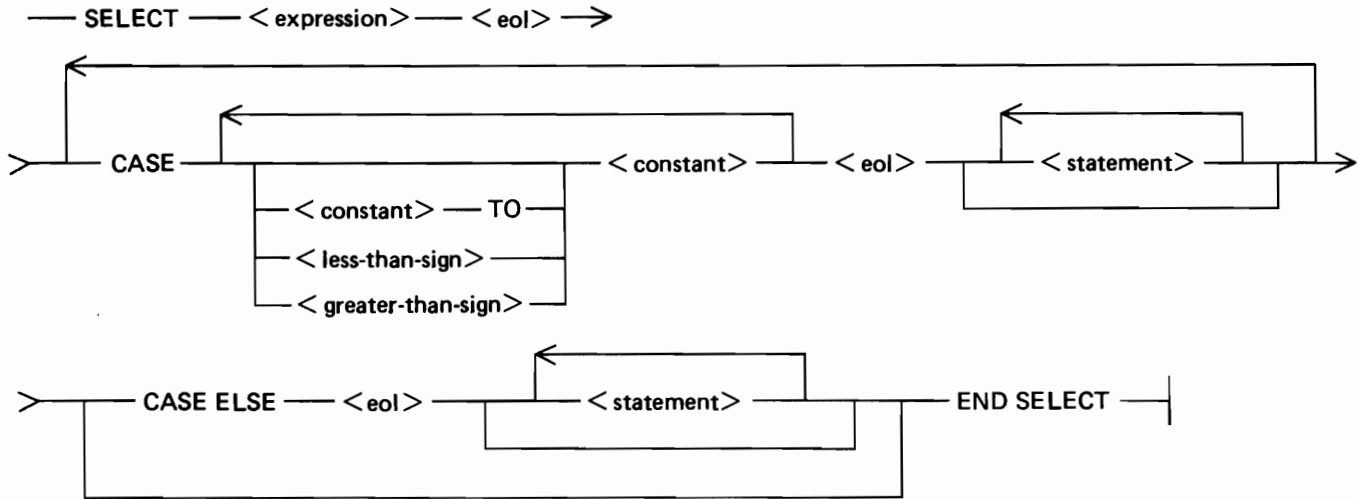 SELECT <expression> <eol>
CASE <constant> <eol> <statement>
<constant> TO
<less-than-sign>
<greater-than-sign>
CASE ELSE <eol> <statement> END SELECT